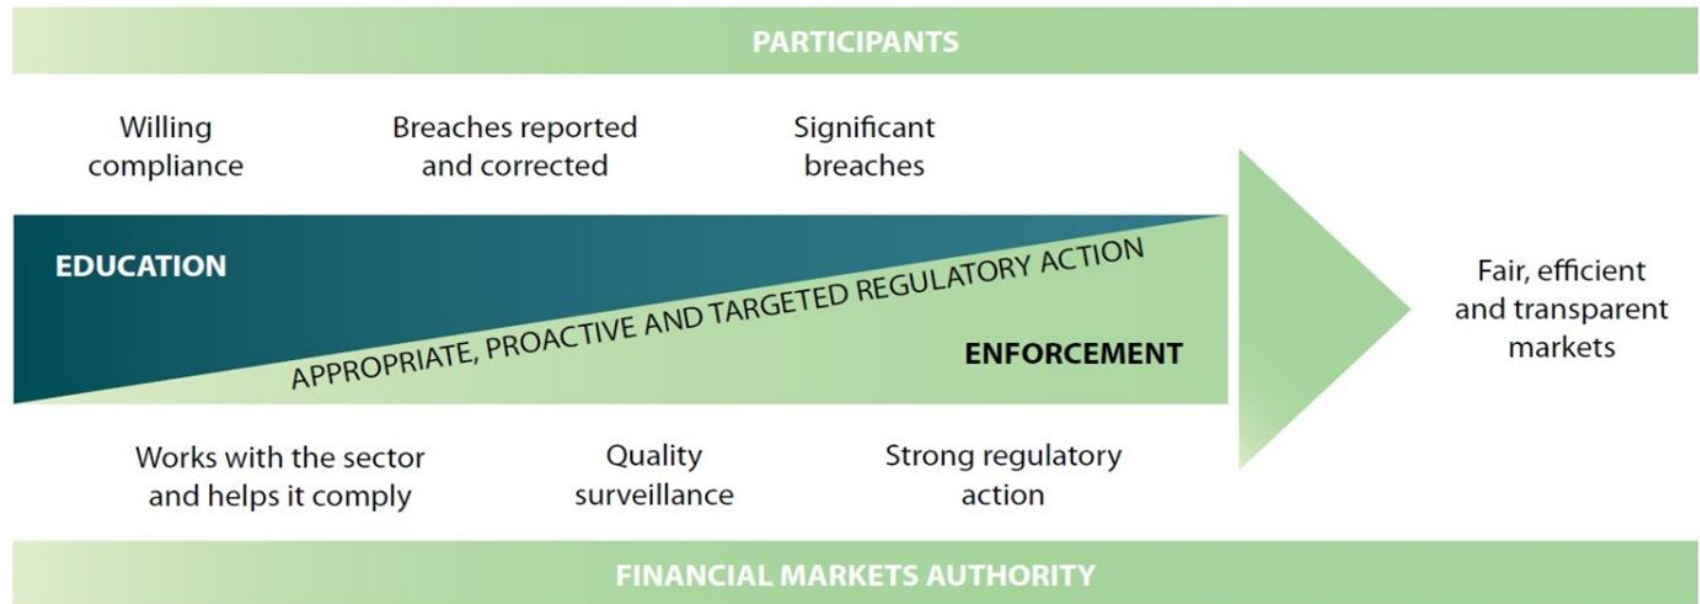 PARTICIPANTS
Willing
compliance
Breaches reported
and corrected
Significant
breaches
EDUCATION
APPROPRIATE, PROACTIVE AND TARGETED REGULATORY ACTION
ENFORCEMENT
Fair, efficient
and transparent
markets
Works with the sector
and helps it comply
Quality
surveillance
Strong regulatory
action
FINANCIAL MARKETS AUTHORITY